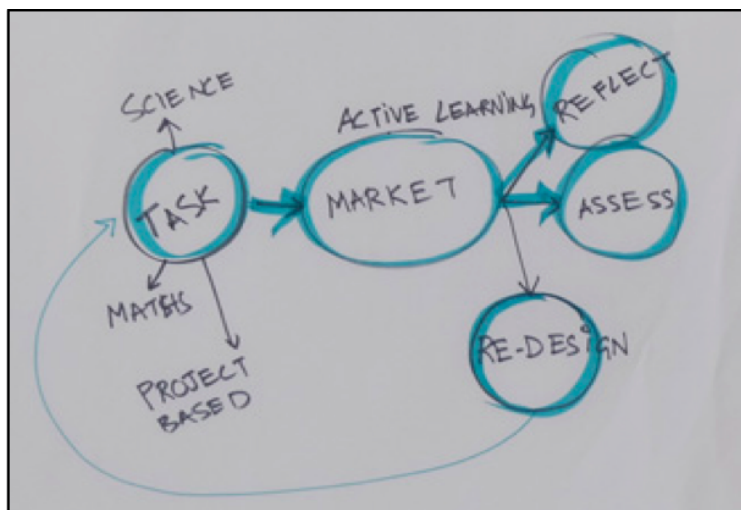 SCIENCE
ACTIVE LEARNING
REFLECT
TASK
MARKET
ASSESS
MATHS
PROJECT
BASED
RE-DESIGN